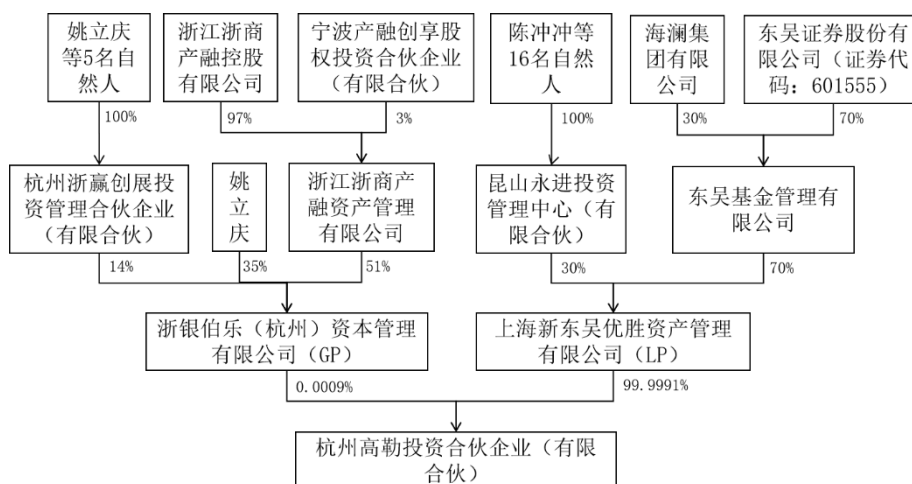 姚立庆
等5名自
然人
浙江浙商
产融控股
有限公司
宁波产融创享股
权投资合伙企业
（有限合伙）
陈冲冲等
16名自然
人
海澜集
团有限
公司
东吴证券股份有
限公司（证券代
码：601555）
100%
97%
3%
100%
30%
70%
杭州浙赢创展投
资管理合伙企业
（有限合伙）
姚
立
庆
浙江浙商产
融资产管理
有限公司
昆山永进投资
管理中心（有
限合伙）
东吴基金管理有
限公司
14%
35%
51%
30%
70%
浙银伯乐（杭州）资本管理
有限公司（GP）
上海新东吴优胜资产管理
有限公司（LP）
0.0009%
99.9991%
杭州高勒投资合伙企业（有限
合伙）